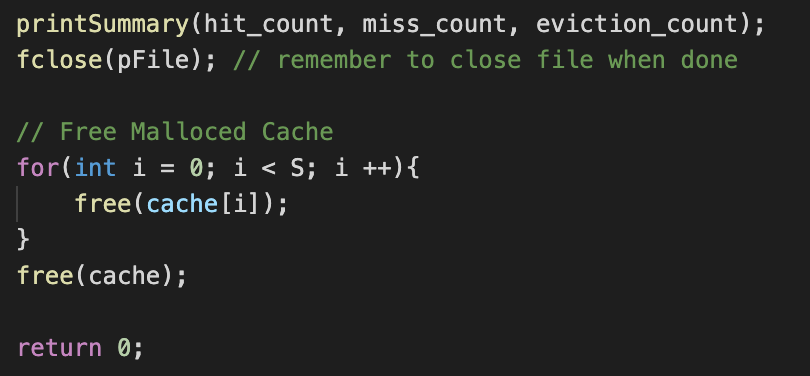 printSummary(hit_count, miss_count, eviction_count);
fclose(pFile); // remember to close file when done
// Free Malloced Cache
for(int i = 0; i < S; i ++){
    free(cache[i]);
}
free(cache);
return 0;